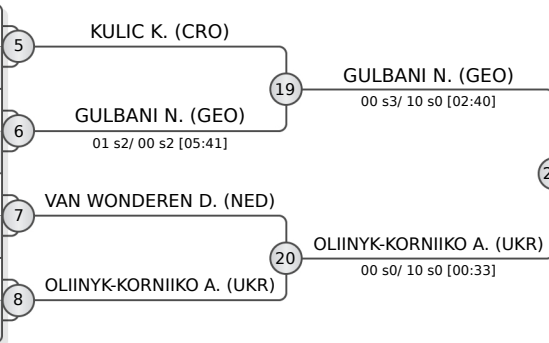 KULIC K. (CRO)
5
19
GULBANI N. (GEO)
00 s3/ 10 s0 [02:40]
GULBANI N. (GEO)
6
01 s2/ 00 s2 [05:41]
VAN WONDEREN D. (NED)
7
20
OLIINYK-KORNIIKO A. (UKR)
00 s0/ 10 s0 [00:33]
OLIINYK-KORNIIKO A. (UKR)
8